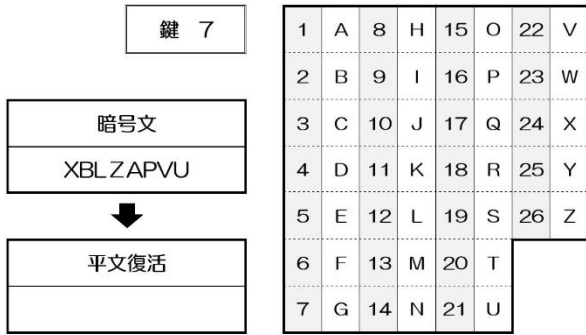 鍵 7
暗号文
XBLZAPVU
平文復活
1 A 8 H 15 O 22 V
2 B 9 I 16 P 23 W
3 C 10 J 17 Q 24 X
4 D 11 K 18 R 25 Y
5 E 12 L 19 S 26 Z
6 F 13 M 20 T
7 G 14 N 21 U